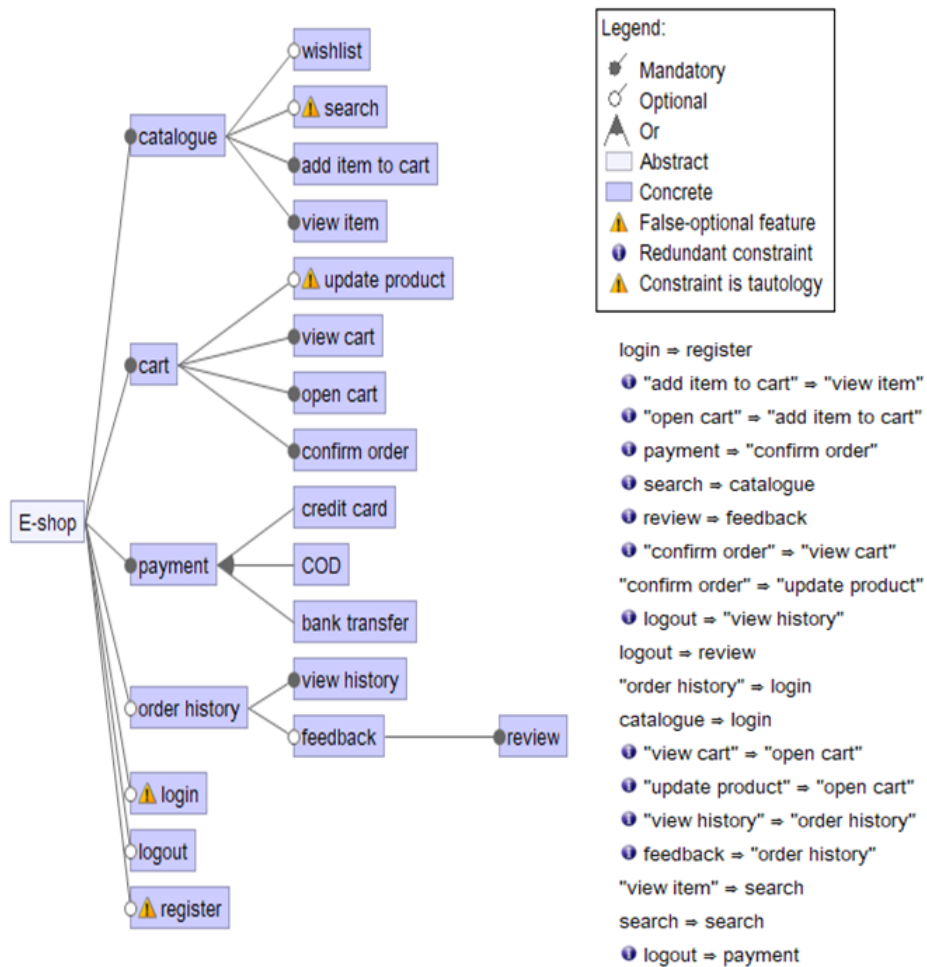 wishlist
search
catalogue
add item to cart
view item
update product
view cart
cart
open cart
confirm order
credit card
E-shop
payment
COD
bank transfer
view history
order history
feedback
review
login
logout
register
Legend:
Mandatory
Optional
Or
Abstract
Concrete
False-optional feature
Redundant constraint
Constraint is tautology
login ⇒ register
"add item to cart" ⇒ "view item"
"open cart" ⇒ "add item to cart"
payment ⇒ "confirm order"
search ⇒ catalogue
review ⇒ feedback
"confirm order" ⇒ "view cart"
"confirm order" ⇒ "update product"
logout ⇒ "view history"
logout ⇒ review
"order history" ⇒ login
catalogue ⇒ login
"view cart" ⇒ "open cart"
"update product" ⇒ "open cart"
"view history" ⇒ "order history"
feedback ⇒ "order history"
"view item" ⇒ search
search ⇒ search
logout ⇒ payment